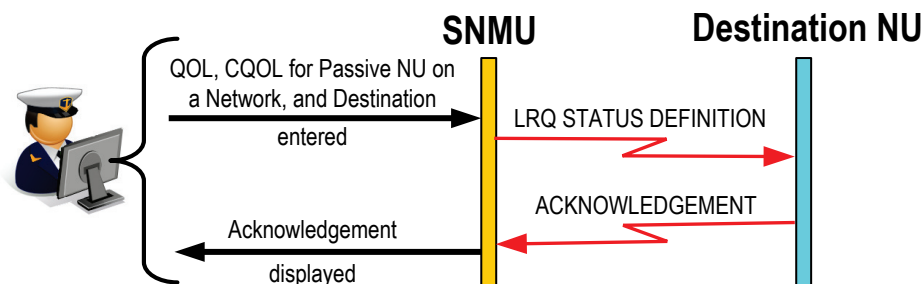 SNMU
Destination NU
QOL, CQOL for Passive NU on
a Network, and Destination
entered
LRQ STATUS DEFINITION
ACKNOWLEDGEMENT
Acknowledgement
displayed